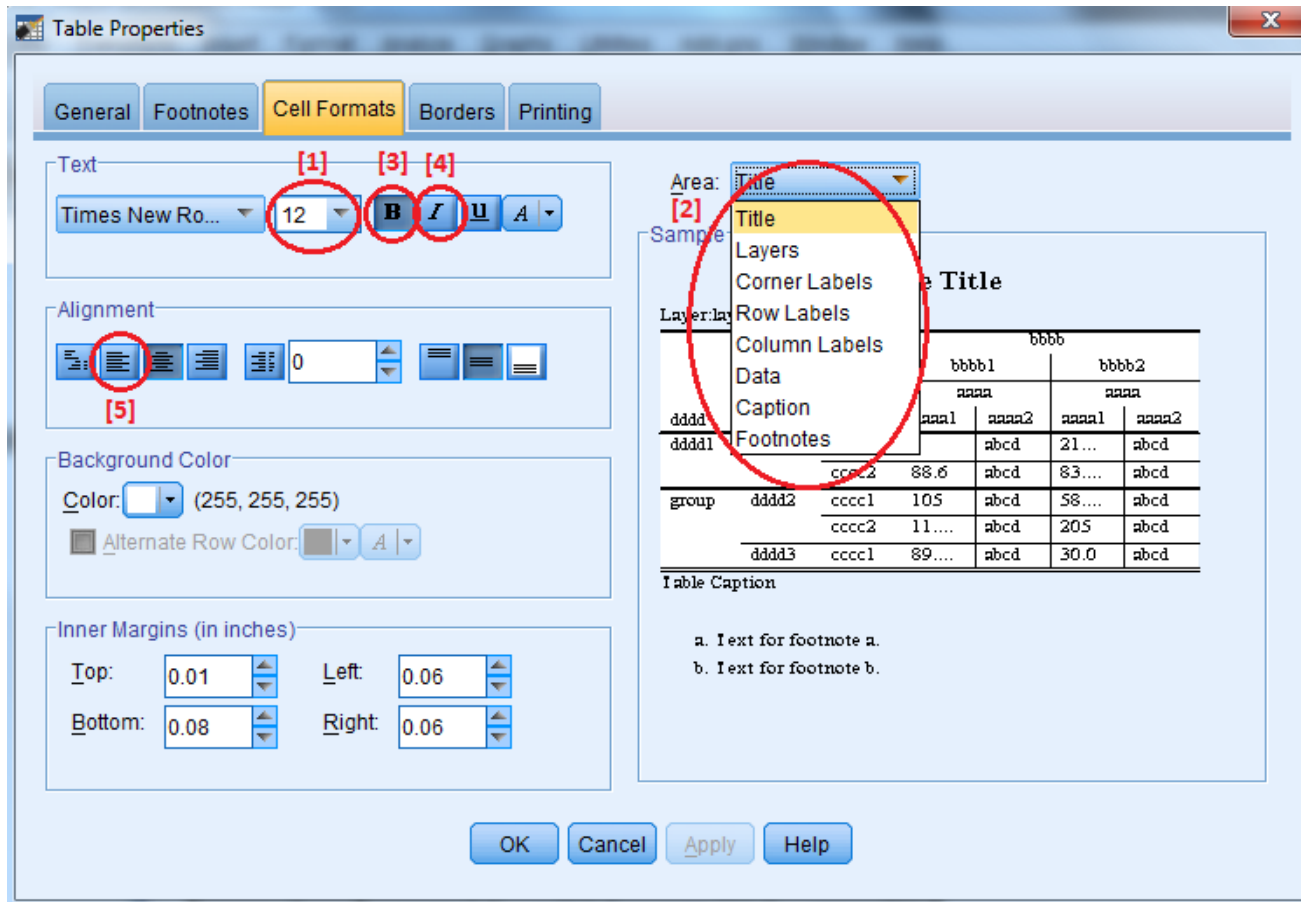 Table Properties
General Footnotes Cell Formats Borders Printing
Text
[1] [3] [4]
Times New Ro... 12 B I u A
Alignment
0
[5]
Background Color
Color: (255, 255, 255)
Alternate Row Color: A
Inner Margins (in inches)
Top: 0.01 Left: 0.06
Bottom: 0.08 Right: 0.06
Area: Title
[2]
Title
Layers
Corner Labels
Row Labels
Column Labels
Data
Caption
Footnotes
Sample
e Title
Layer:lay
bbbb
bbbb1 bbbb2
aaaa aaaa
dddd aaa1 aaaa2 aaaa1 aaaa2
dddd1 abcd 21... abcd
cccc2 88.6 abcd 83.... abcd
group dddd2 cccc1 105 abcd 58.... abcd
cccc2 11.... abcd 205 abcd
dddd3 cccc1 89.... abcd 30.0 abcd
Table Caption
a. Text for footnote a.
b. Text for footnote b.
OK Cancel Apply Help